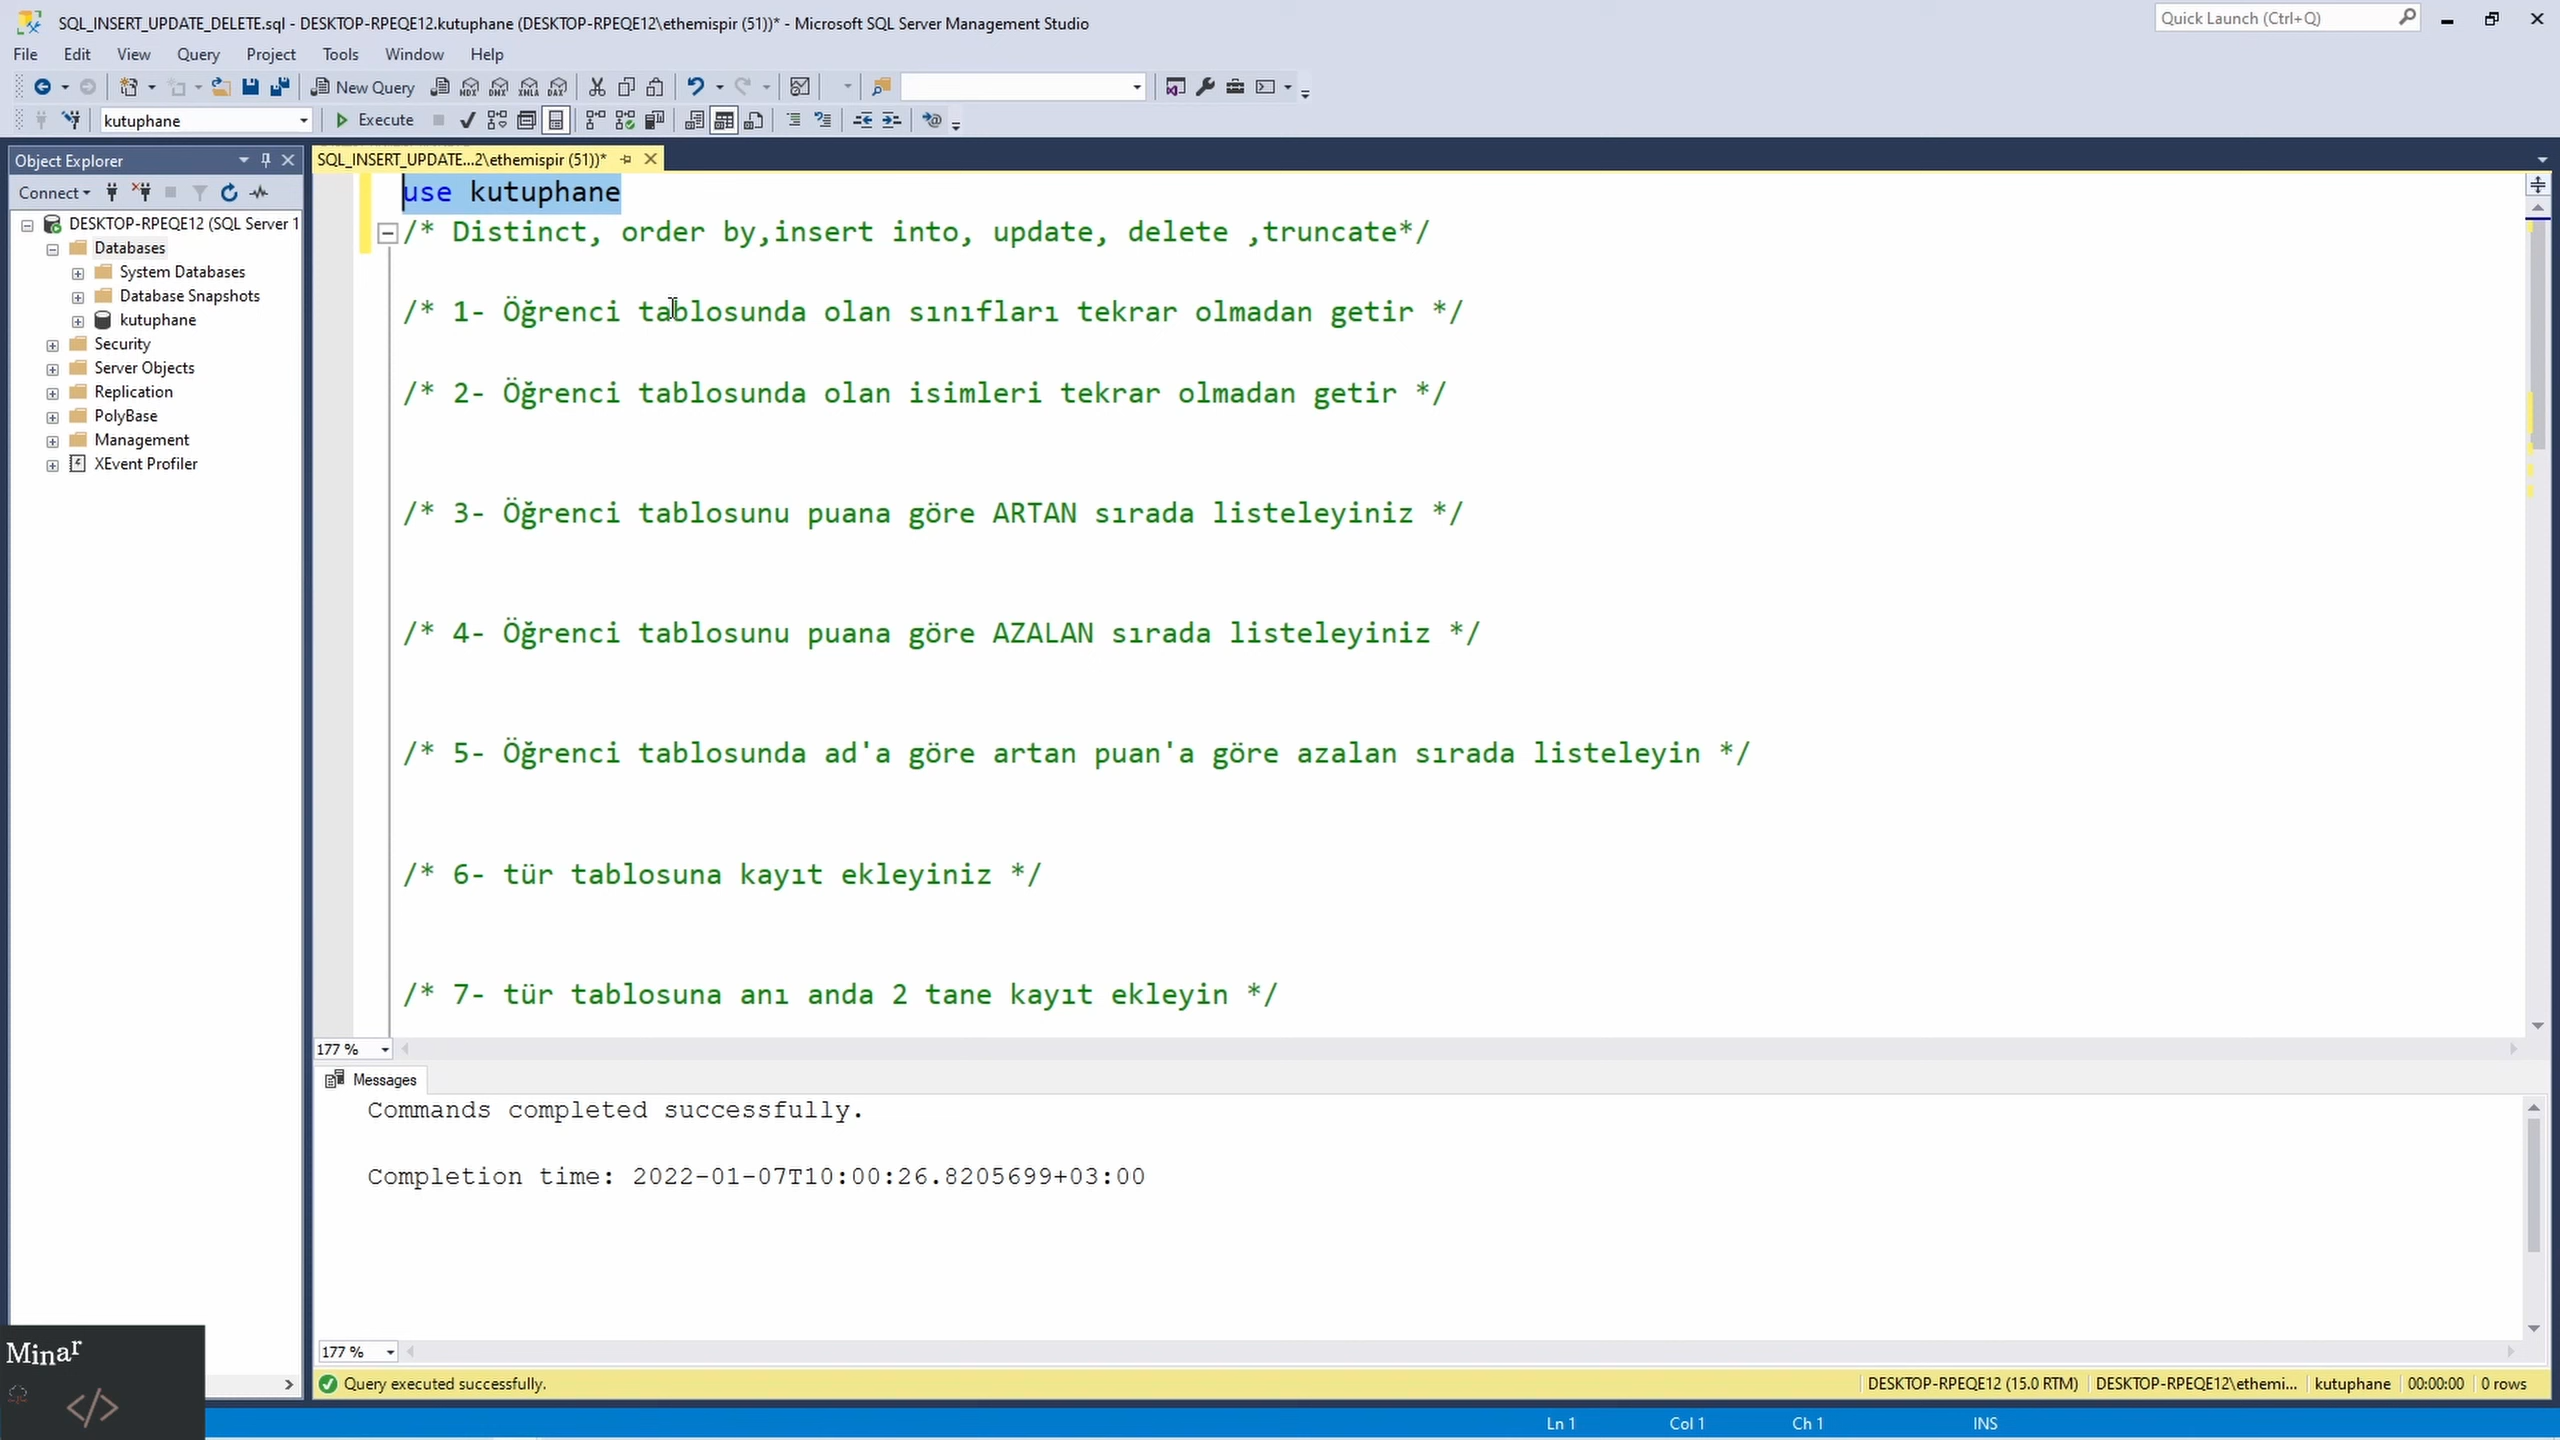 SQL_INSERT_UPDATE_DELETE.sql - DESKTOP-RPEQE12.kutuphane (DESKTOP-RPEQE12\ethemispir (51))* - Microsoft SQL Server Management Studio
Quick Launch (Ctrl+Q)
File Edit View Query Project Tools Window Help
New Query MDX DMX XMLA DAX
kutuphane Execute
Object Explorer
SQL_INSERT_UPDATE...2\ethemispir (51))*
Connect
DESKTOP-RPEQE12 (SQL Server 1
Databases
System Databases
Database Snapshots
kutuphane
Security
Server Objects
Replication
PolyBase
Management
XEvent Profiler
use kutuphane
/* Distinct, order by,insert into, update, delete ,truncate*/
/* 1- Öğrenci tablosunda olan sınıfları tekrar olmadan getir */
/* 2- Öğrenci tablosunda olan isimleri tekrar olmadan getir */
/* 3- Öğrenci tablosunu puana göre ARTAN sırada listeleyiniz */
/* 4- Öğrenci tablosunu puana göre AZALAN sırada listeleyiniz */
/* 5- Öğrenci tablosunda ad'a göre artan puan'a göre azalan sırada listeleyin */
/* 6- tür tablosuna kayıt ekleyiniz */
/* 7- tür tablosuna anı anda 2 tane kayıt ekleyin */
177 %
Messages
Commands completed successfully.
Completion time: 2022-01-07T10:00:26.8205699+03:00
177 %
Query executed successfully.
DESKTOP-RPEQE12 (15.0 RTM) DESKTOP-RPEQE12\ethemi... kutuphane 00:00:00 0 rows
Minar
</>
Ln 1 Col 1 Ch 1 INS